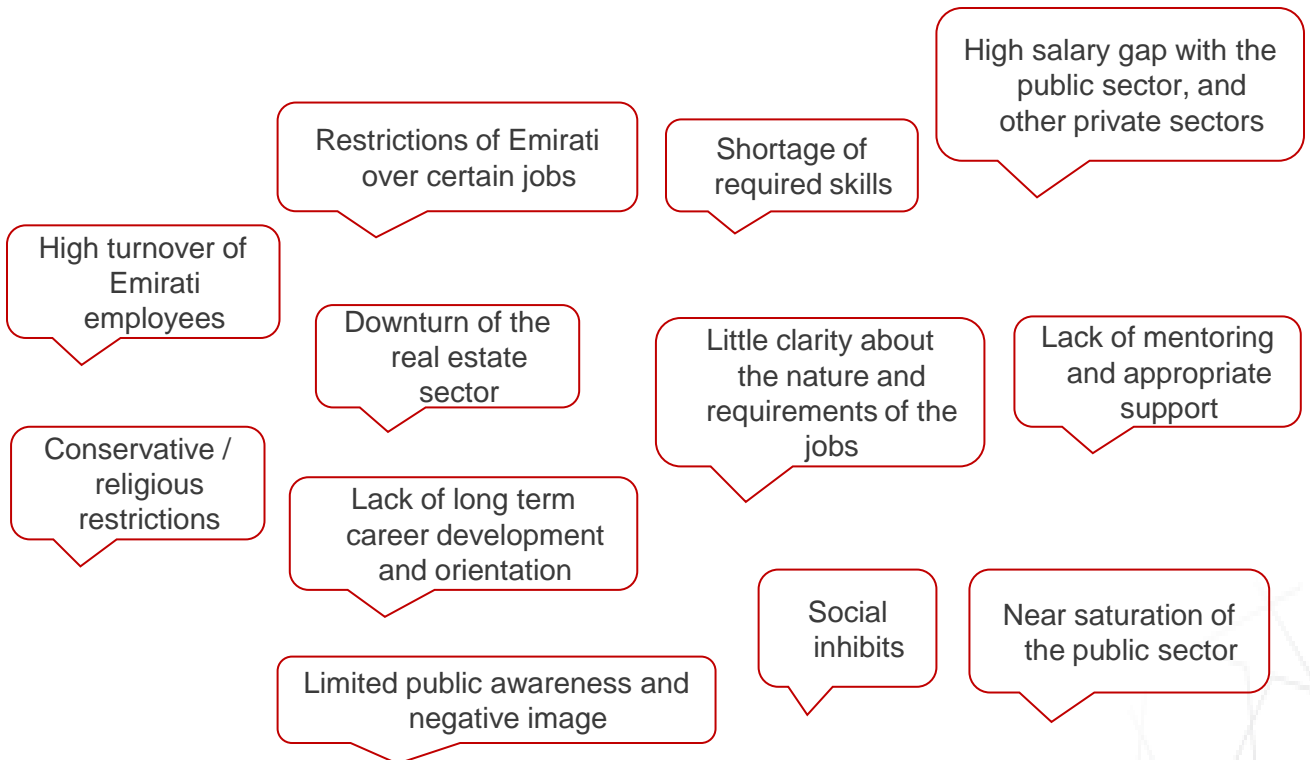 High salary gap with the
public sector, and
other private sectors
Restrictions of Emirati
over certain jobs
Shortage of
required skills
High turnover of
Emirati
employees
Downturn of the
real estate
sector
Little clarity about
the nature and
requirements of the
jobs
Lack of mentoring
and appropriate
support
Conservative /
religious
restrictions
Lack of long term
career development
and orientation
Social
inhibits
Near saturation of
the public sector
Limited public awareness and
negative image